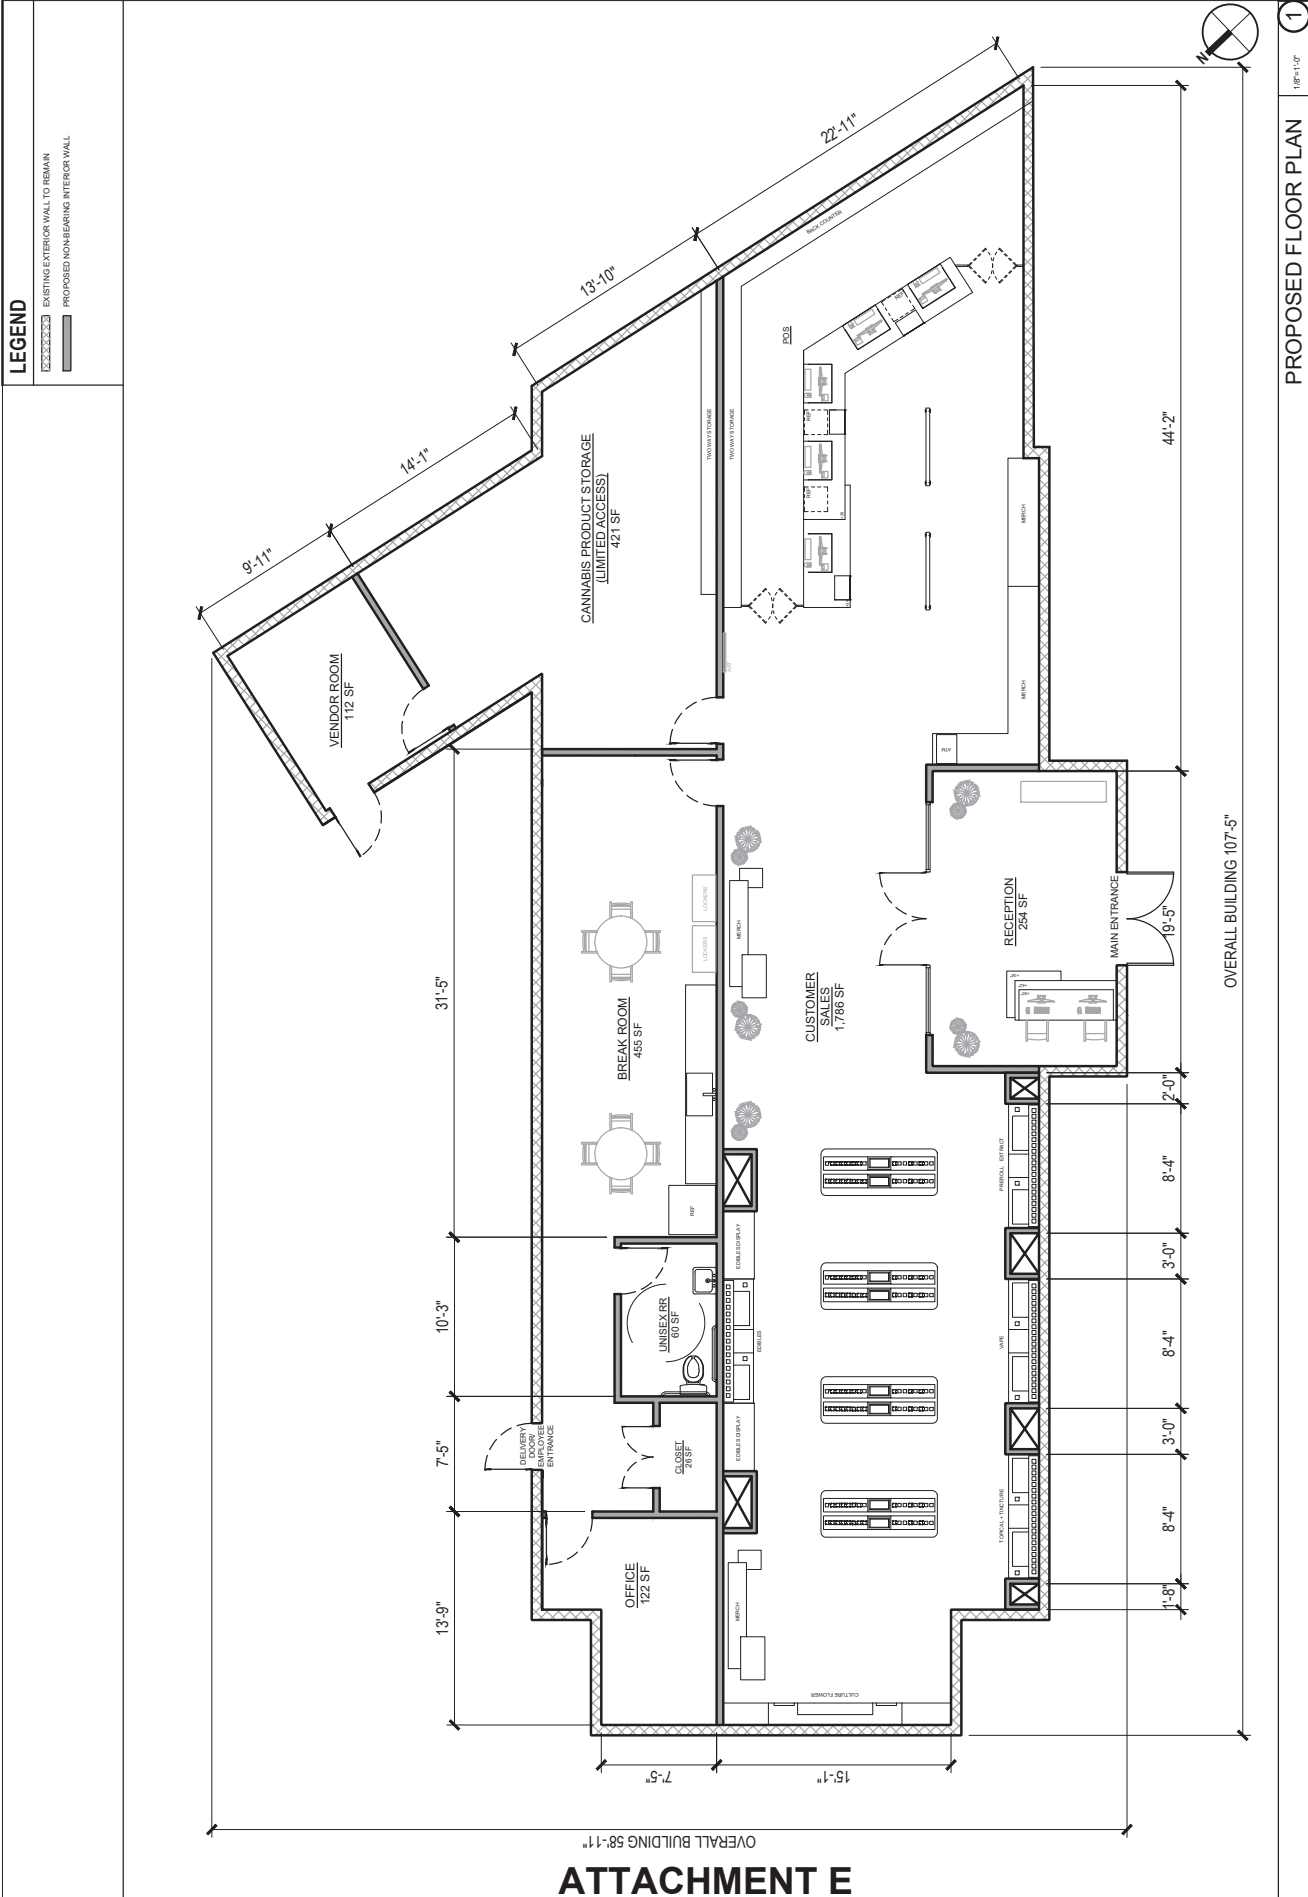 LEGEND
EXISTING EXTERIOR WALL TO REMAIN
PROPOSED NON-BEARING INTERIOR WALL
N
PROPOSED FLOOR PLAN
1/8"=1'-0"
1
9'-11"
14'-1"
13'-10"
22'-11"
VENDOR ROOM
112 SF
CANNABIS PRODUCT STORAGE
(LIMITED ACCESS)
421 SF
TWO WAY STORAGE
TWO WAY STORAGE
BACK COUNTER
POS
REF
REF
REF
ART
MERCH
MERCH
44'-2"
31'-5"
BREAK ROOM
455 SF
LOCKERS
LOCKERS
REF
MERCH
CUSTOMER
SALES
1,786 SF
RECEPTION
254 SF
MAIN ENTRANCE
19'-5"
OVERALL BUILDING 107'-5"
10'-3"
UNISEX RR
60 SF
7'-5"
DELIVERY
DOOR/
EMPLOYEE
ENTRANCE
CLOSET
26 SF
13'-9"
OFFICE
122 SF
EDIBLES DISPLAY
EDIBLES
EDIBLES DISPLAY
MERCH
CULTURE FLOWER
PREROLL EXTRACT
VAPE
TOPICAL + TINCTURE
2'-0"
8'-4"
3'-0"
8'-4"
3'-0"
8'-4"
1'-8"
7'-5"
15'-1"
OVERALL BUILDING 58'-11"
ATTACHMENT E